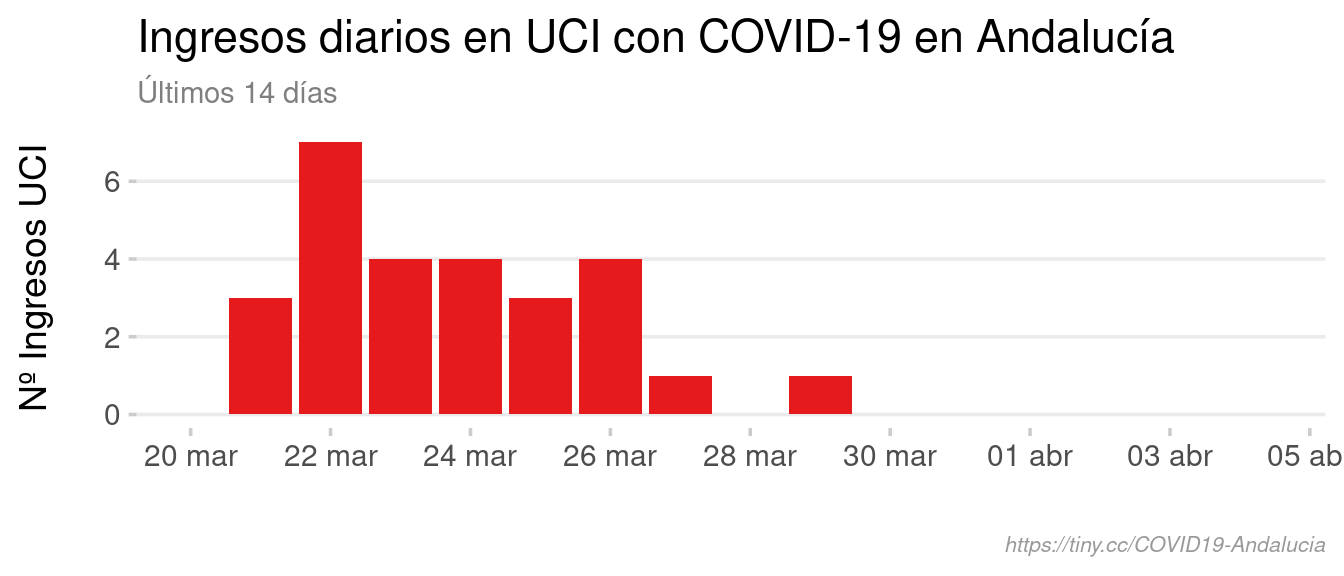 Ingresos diarios en UCI con COVID-19 en Andalucía
Últimos 14 días
Nº Ingresos UCI
6
4
2
0
20 mar 22 mar 24 mar 26 mar 28 mar 30 mar 01 abr 03 abr 05 ab
https://tiny.cc/COVID19-Andalucia